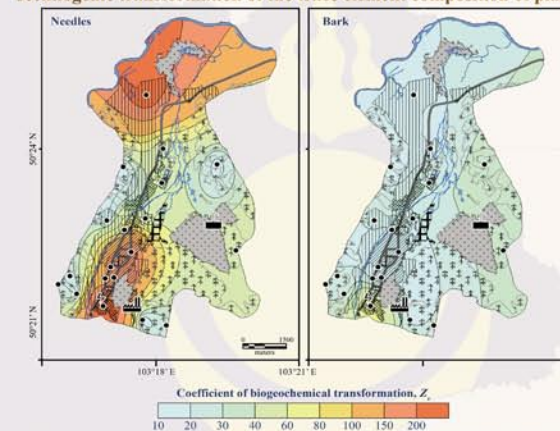 Needles
Bark
50°24' N
50°21' N
0 1500
meters
103°18' E
103°21' E
Coefficient of biogeochemical transformation, Zv
10 20 30 40 60 80 100 150 200